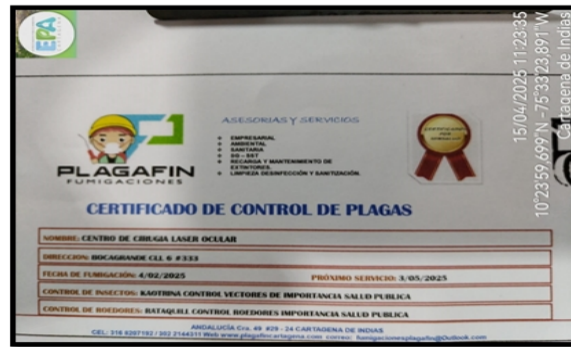 EPA
15/04/2025 11:23:35
10°23'59,699"N -75°33'23,891"W
Cartagena de Indias
ASESORIAS Y SERVICIOS
EMPRESARIAL
AMBIENTAL
SANITARIA
SG – SST
RECARGA Y MANTENIMIENTO DE
EXTINTORES.
LIMPIEZA DESINFECCIÓN Y SANITIZACIÓN.
PLAGAFIN
FUMIGACIONES
CERTIFICADO DE CONTROL DE PLAGAS
NOMBRE: CENTRO DE CIRUGIA LASER OCULAR
DIRECCIÓN: BOCAGRANDE CLL 6 #333
FECHA DE FUMIGACIÓN: 4/02/2025 PRÓXIMO SERVICIO: 3/05/2025
CONTROL DE INSECTOS: KAOTRINA CONTROL VECTORES DE IMPORTANCIA SALUD PUBLICA
CONTROL DE ROEDORES: RATAQUILL CONTROL ROEDORES IMPORTANCIA SALUD PUBLICA
ANDALUCÍA Cra. 49 #29 - 24 CARTAGENA DE INDIAS